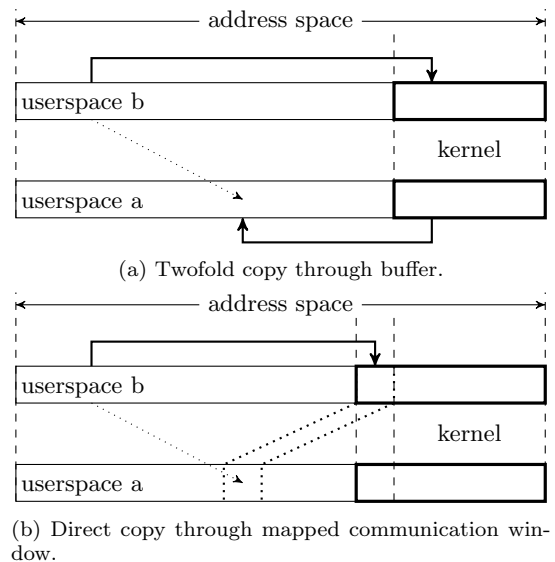 address space
userspace b
kernel
userspace a
(a) Twofold copy through buffer.
address space
userspace b
kernel
userspace a
(b) Direct copy through mapped communication win-
dow.